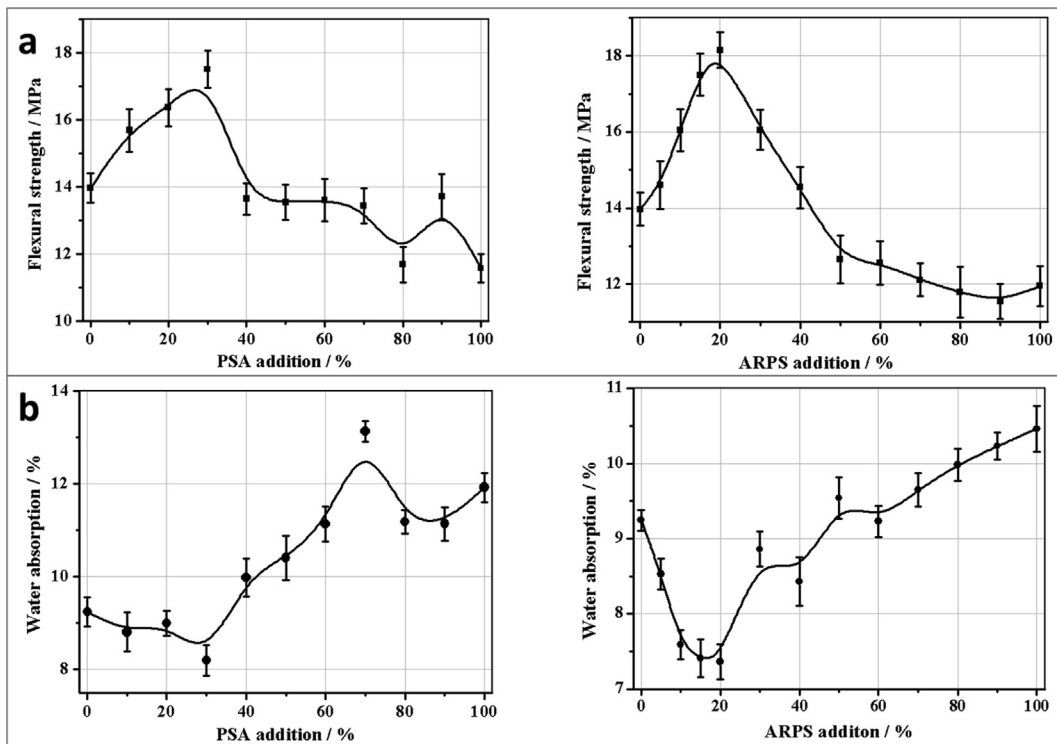 a
18
16
14
12
10
Flexural strength / MPa
0 20 40 60 80 100
PSA addition / %
18
16
14
12
Flexural strength / MPa
0 20 40 60 80 100
ARPS addition / %
b
14
12
10
8
Water absorption / %
0 20 40 60 80 100
PSA addition / %
11
10
9
8
7
Water absorption / %
0 20 40 60 80 100
ARPS additon / %